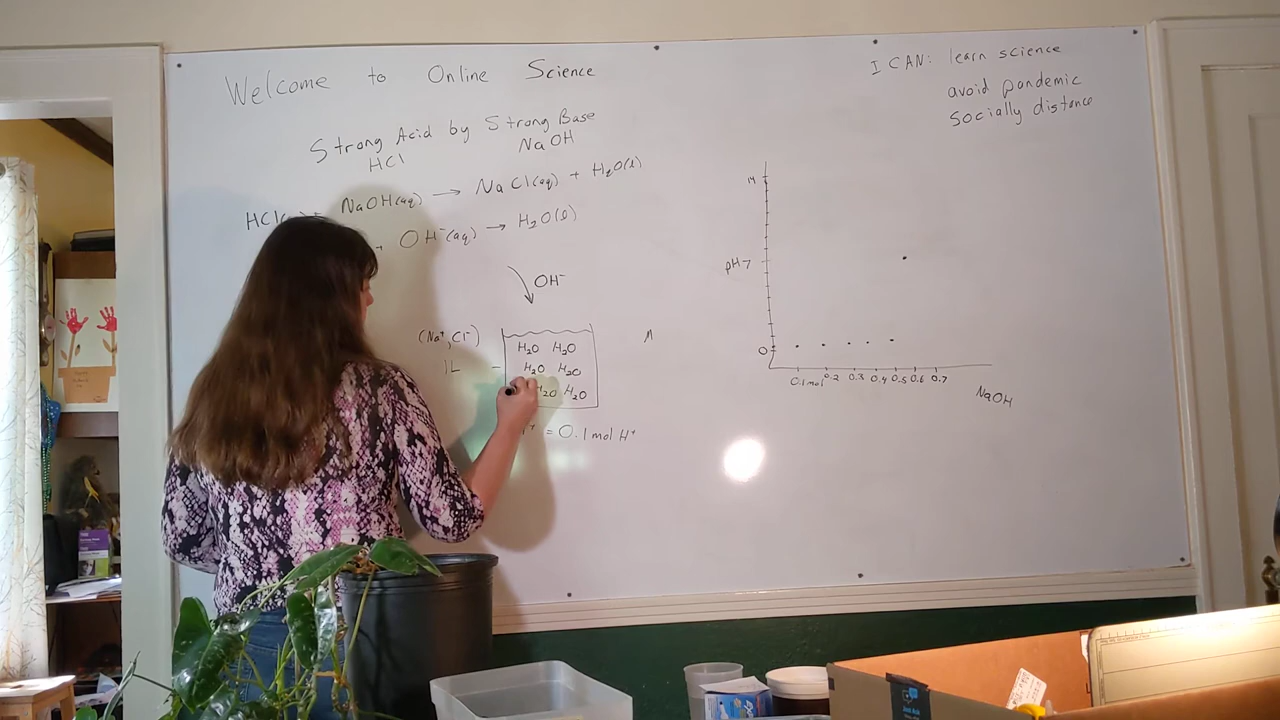 Welcome to Online Science
Strong Acid by Strong Base
HCl NaOH
HCl NaOH(aq) → NaCl(aq) + H₂O(l)
+ OH⁻(aq) → H₂O(l)
OH⁻
(Na⁺, Cl⁻)
1L -
H₂O H₂O
H₂O H₂O
H₂O H₂O
⁺ = 0.1 mol H⁺
M
I CAN: learn science
avoid pandemic
socially distance
14
pH 7
0
0.1mol 0.2 0.3 0.4 0.5 0.6 0.7
NaOH